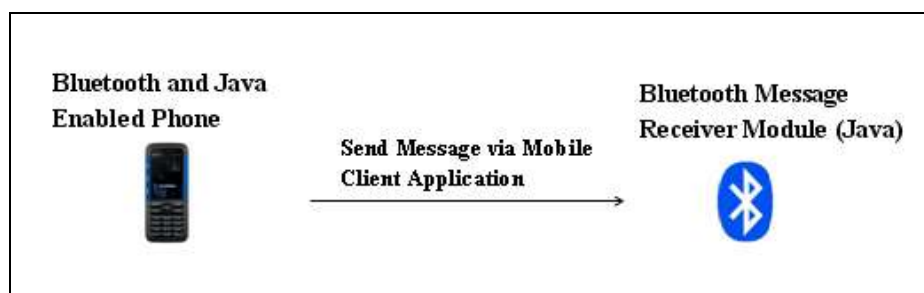 Bluetooth and Java
Enabled Phone
Send Message via Mobile
Client Application
Bluetooth Message
Receiver Module (Java)